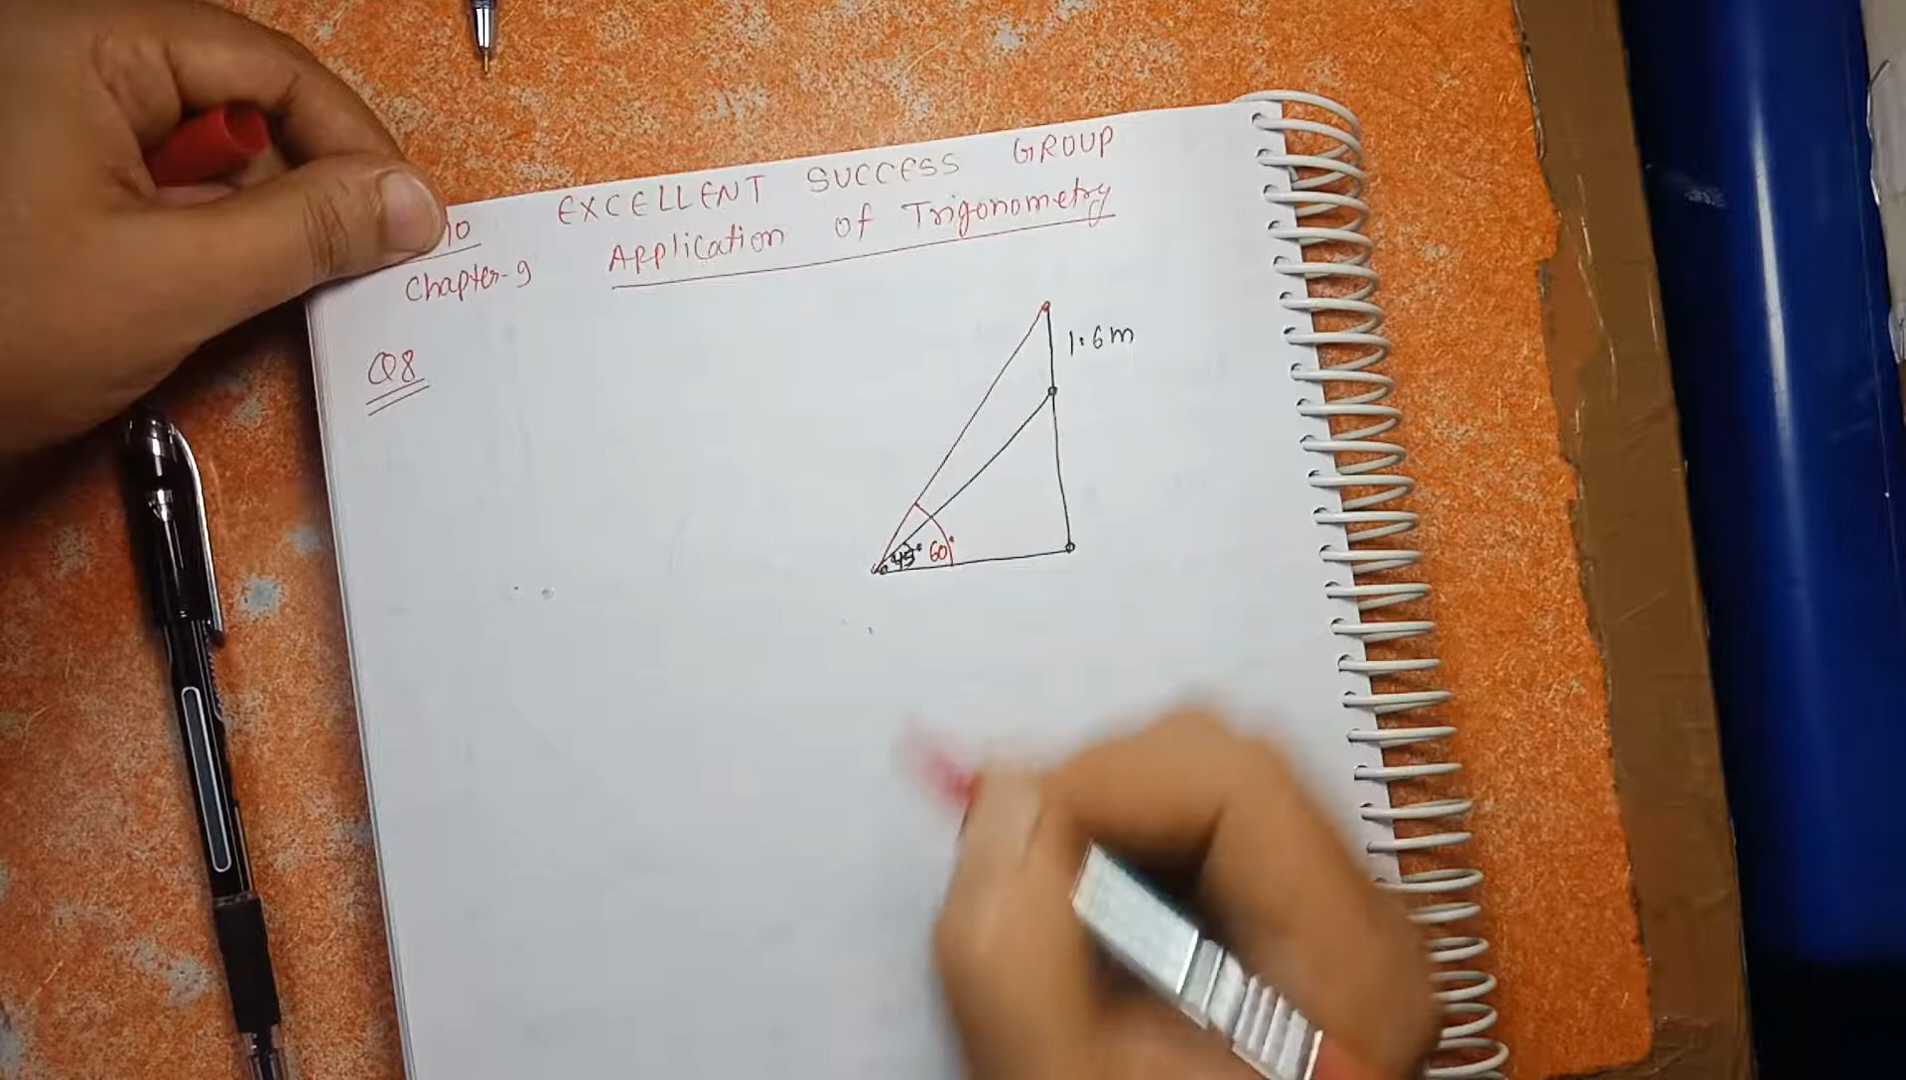 EXCELLENT SUCCESS GROUP
10
Chapter-9 Application of Trigonometry
Q8
1.6m
45° 60°